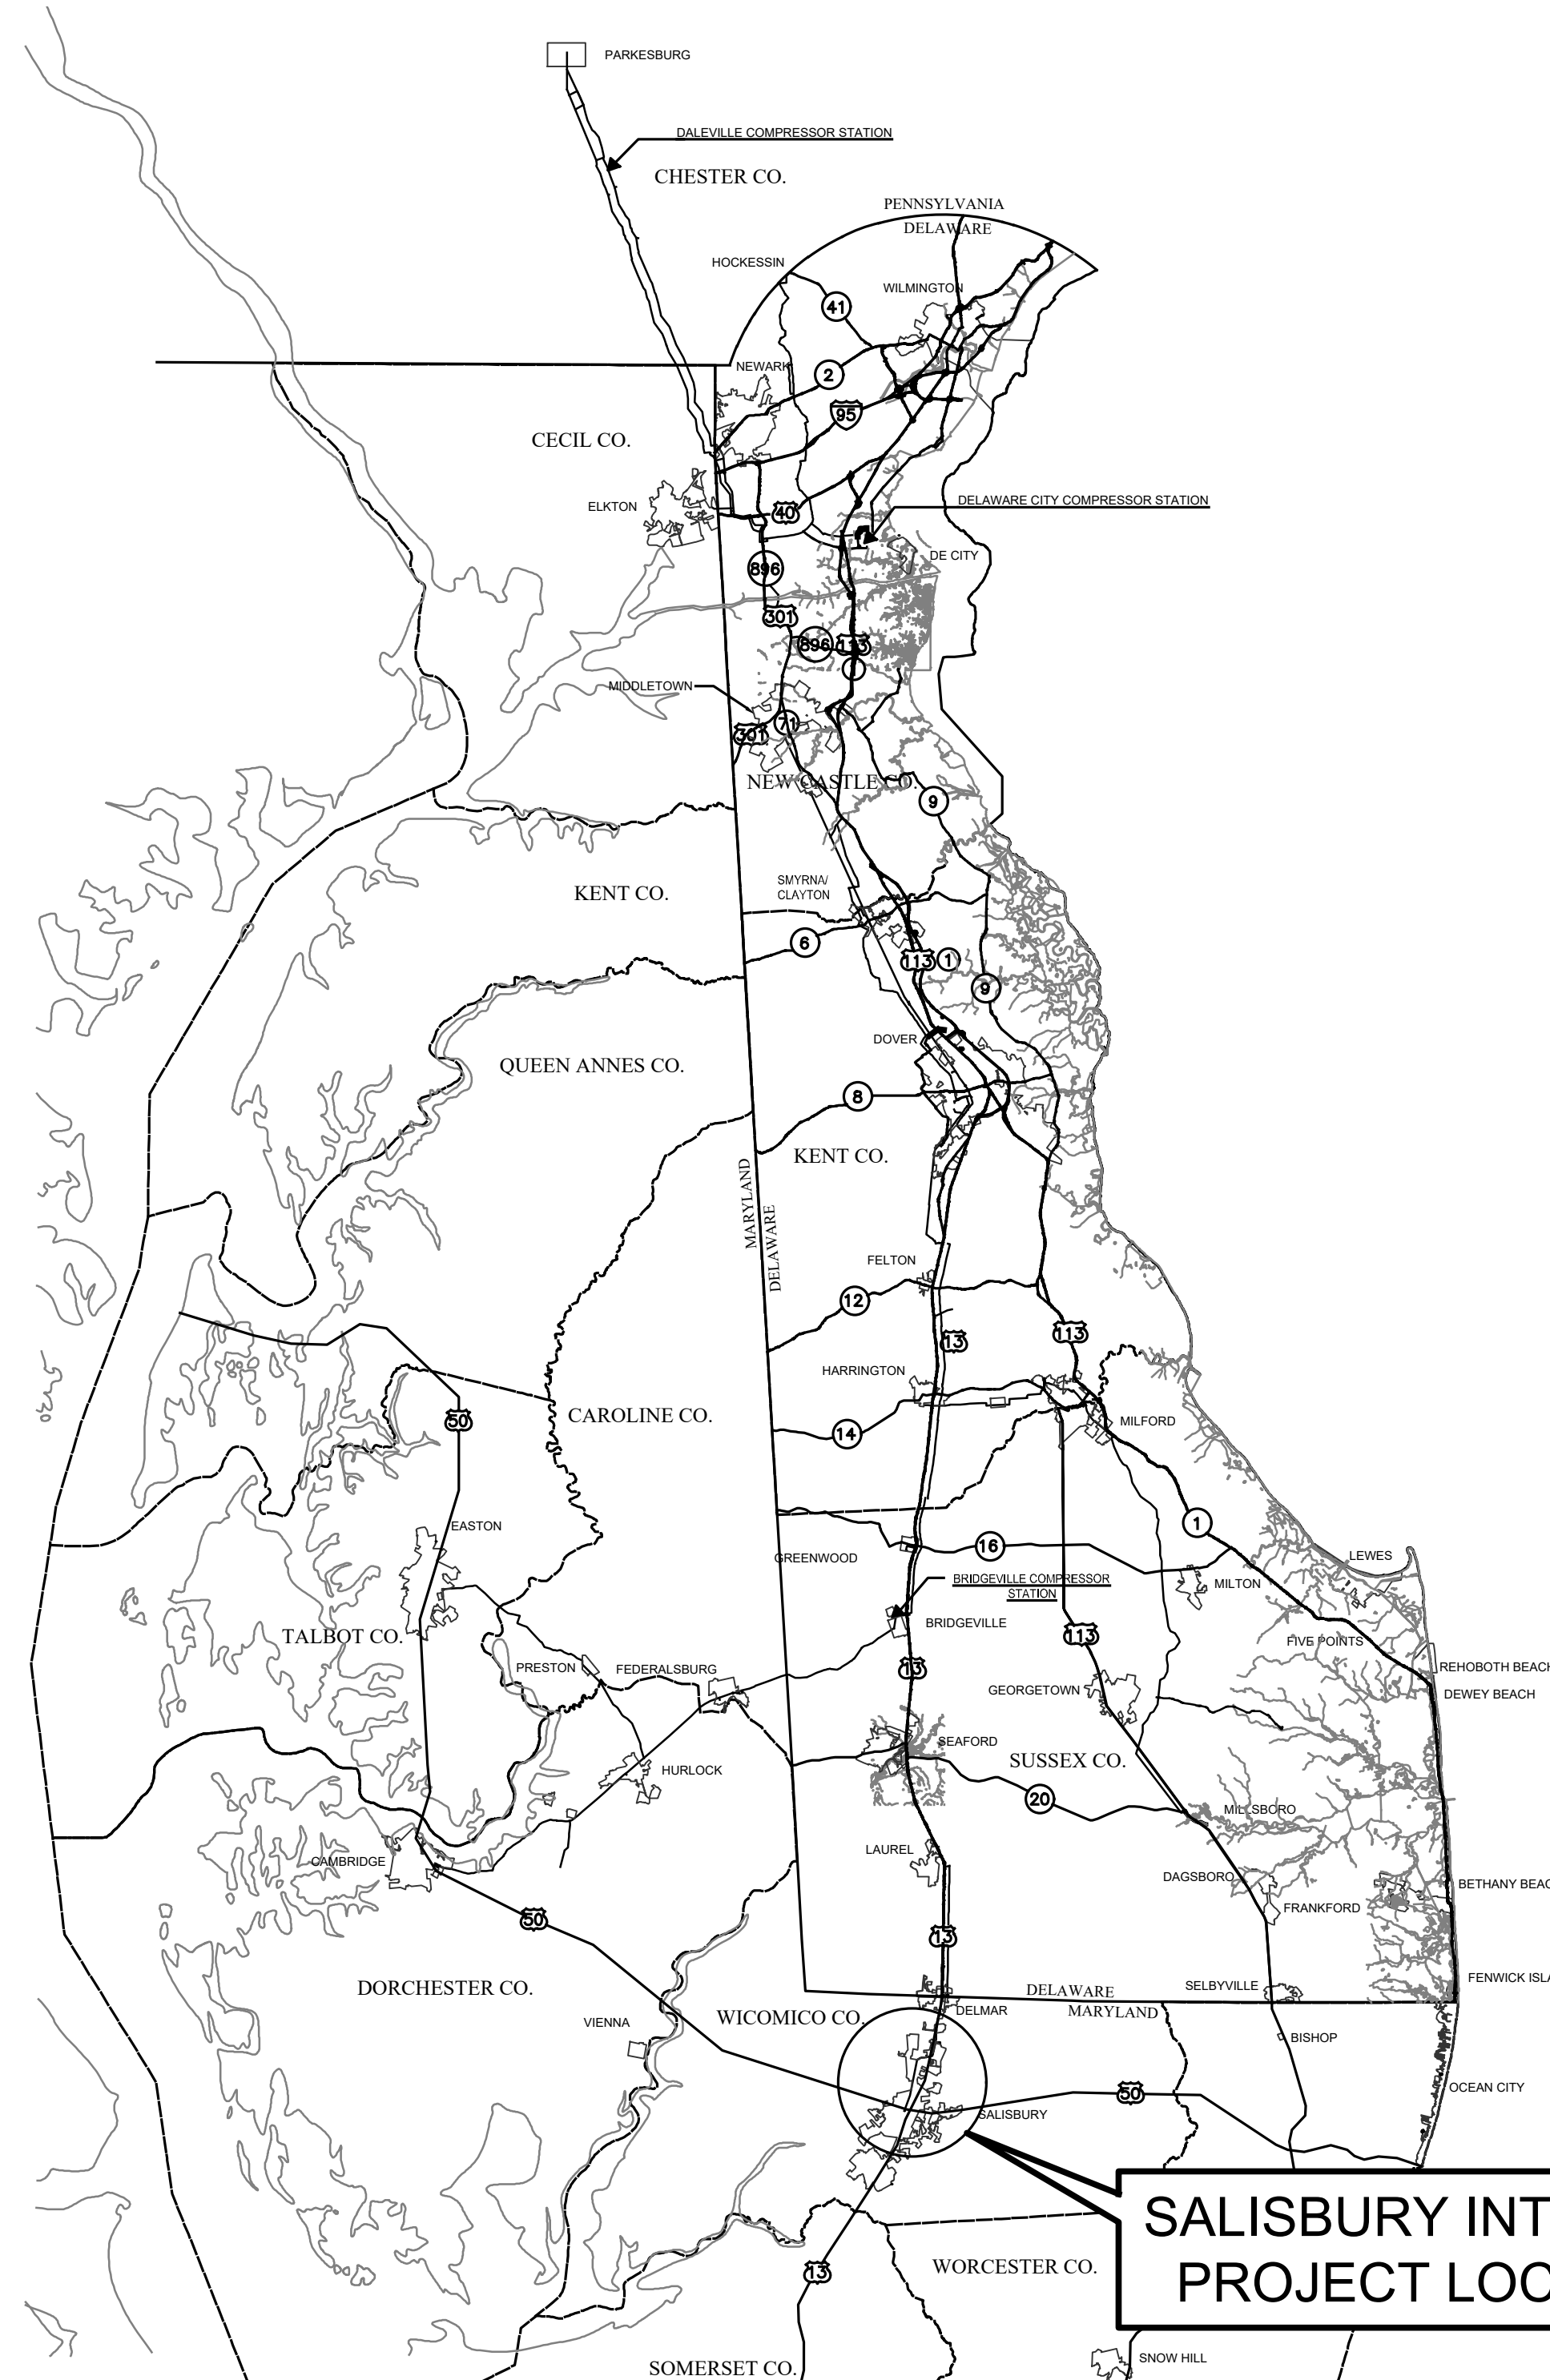 PARKESBURG
DALEVILLE COMPRESSOR STATION
CHESTER CO.
PENNSYLVANIA
DELAWARE
HOCKESSIN
WILMINGTON
41
NEWARK
2
95
CECIL CO.
ELKTON
40
DELAWARE CITY COMPRESSOR STATION
DE CITY
896
301
896
113
MIDDLETOWN
71
301
NEW CASTLE CO.
9
KENT CO.
SMYRNA/
CLAYTON
6
113
1
9
DOVER
QUEEN ANNES CO.
8
KENT CO.
MARYLAND
DELAWARE
FELTON
12
13
113
HARRINGTON
50
CAROLINE CO.
14
MILFORD
1
EASTON
GREENWOOD
16
LEWES
BRIDGEVILLE COMPRESSOR
STATION
MILTON
BRIDGEVILLE
TALBOT CO.
113
FIVE POINTS
PRESTON
FEDERALSBURG
13
REHOBOTH BEACH
GEORGETOWN
DEWEY BEACH
SEAFORD
SUSSEX CO.
HURLOCK
20
MILLSBORO
LAUREL
CAMBRIDGE
DAGSBORO
BETHANY BEAC
FRANKFORD
50
13
DORCHESTER CO.
DELAWARE
SELBYVILLE
FENWICK ISLA
DELMAR
MARYLAND
WICOMICO CO.
VIENNA
BISHOP
50
OCEAN CITY
SALISBURY
SALISBURY INT
PROJECT LOC
WORCESTER CO.
13
SNOW HILL
SOMERSET CO.